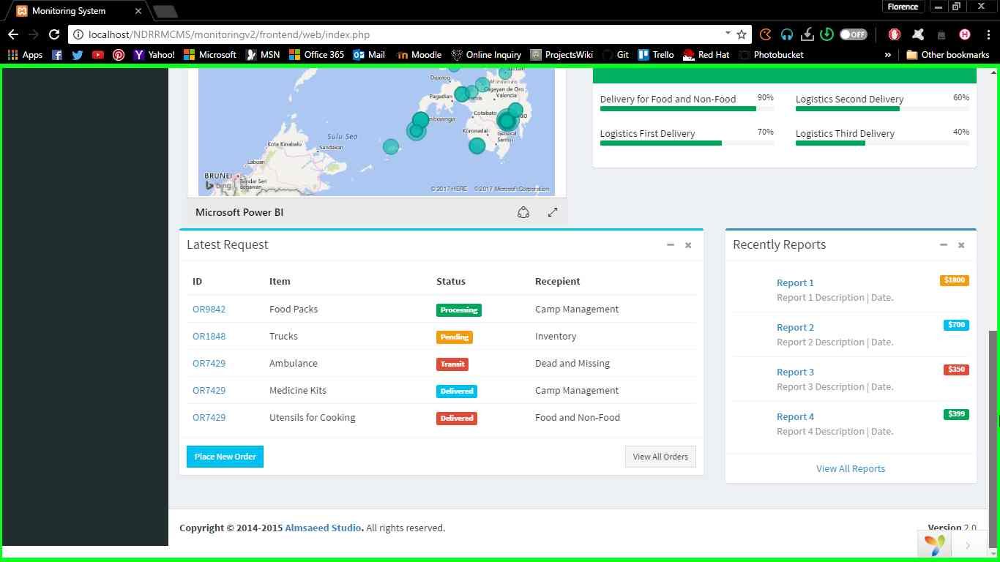 Monitoring System
Florence
localhost/NDRRMCMS/monitoringv2/frontend/web/index.php
OFF
Apps
Yahoo!
Microsoft
MSN
Office 365
Mail
Moodle
Online Inquiry
ProjectsWiki
Git
Trello
Red Hat
Photobucket
»
Other bookmarks
Dipolog
Mindanao
Cagayan de Oro
Pagadian
Valencia
Cotabato
Koronadal
General Santos
Sulu Sea
Kota Kinabalu
Sandakan
Labuan
BRUNEI
Bandar Seri Begawan
bing
© 2017 HERE © 2017 Microsoft Corporation
Microsoft Power BI
Delivery for Food and Non-Food 90%
Logistics Second Delivery 60%
Logistics First Delivery 70%
Logistics Third Delivery 40%
Latest Request
ID Item Status Recepient
OR9842 Food Packs Processing Camp Management
OR1848 Trucks Pending Inventory
OR7429 Ambulance Transit Dead and Missing
OR7429 Medicine Kits Delivered Camp Management
OR7429 Utensils for Cooking Delivered Food and Non-Food
Place New Order
View All Orders
Recently Reports
Report 1 $1800
Report 1 Description | Date.
Report 2 $700
Report 2 Description | Date.
Report 3 $350
Report 3 Description | Date.
Report 4 $399
Report 4 Description | Date.
View All Reports
Copyright © 2014-2015 Almsaeed Studio. All rights reserved.
Version 2.0